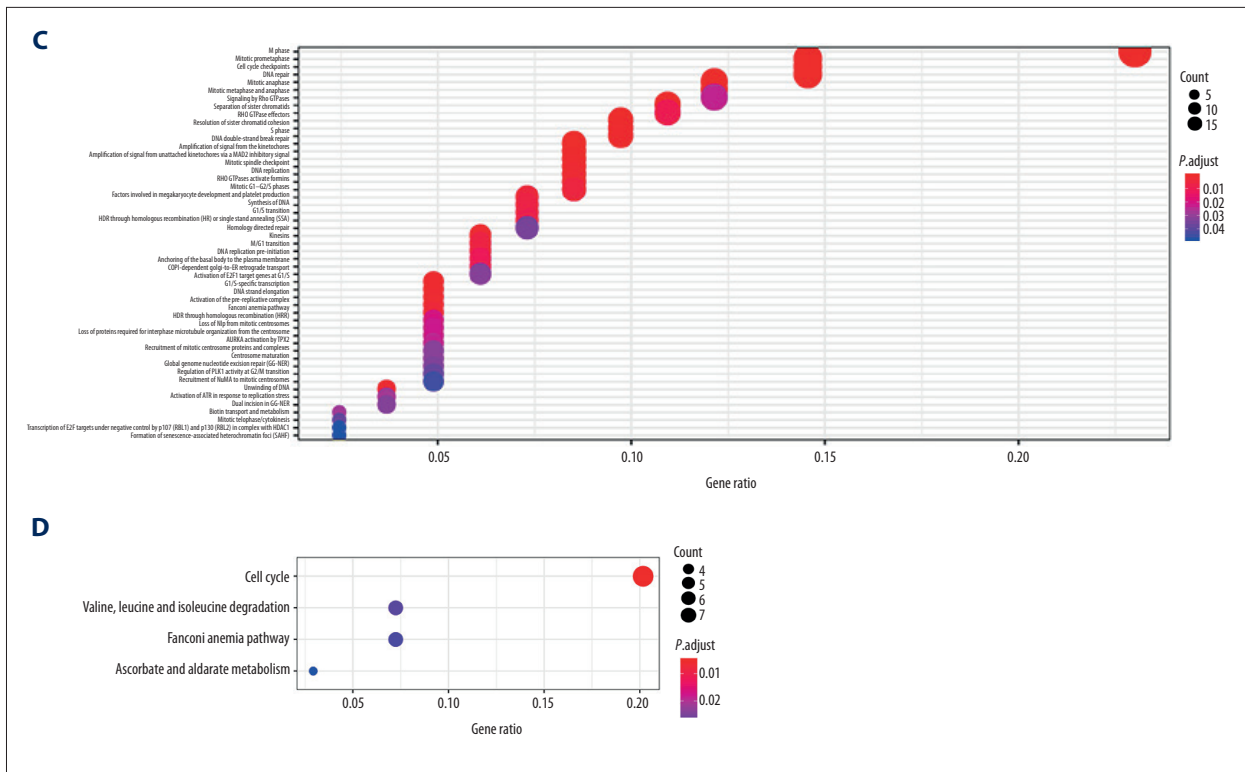 C
M phase
Mitotic prometaphase
Cell cycle checkpoints
DNA repair
Mitotic anaphase
Mitotic metaphase and anaphase
Signaling by Rho GTPases
Separation of sister chromatids
RHO GTPase effectors
Resolution of sister chromatid cohesion
S phase
DNA double-strand break repair
Amplification of signal from the kinetochores
Amplification of signal from unattached kinetochores via a MAD2 inhibitory signal
Mitotic spindle checkpoint
DNA replication
RHO GTPases activate formins
Mitotic G1–G2/S phases
Factors involved in megakaryocyte development and platelet production
Synthesis of DNA
G1/S transition
HDR through homologous recombination (HR) or single stand annealing (SSA)
Homology directed repair
Kinesins
M/G1 transition
DNA replication pre-initiation
Anchoring of the basal body to the plasma membrane
COPI-dependent golgi-to-ER retrograde transport
Activation of E2F1 target genes at G1/S
G1/S-specific transcription
DNA strand elongation
Activation of the pre-replicative complex
Fanconi anemia pathway
HDR through homologous recombination (HRR)
Loss of Nlp from mitotic centrosomes
Loss of proteins required for interphase microtubule organization from the centrosome
AURKA activation by TPX2
Recruitment of mitotic centrosome proteins and complexes
Centrosome maturation
Global genome nucleotide excision repair (GG-NER)
Regulation of PLK1 activity at G2/M transition
Recruitment of NuMA to mitotic centrosomes
Unwinding of DNA
Activation of ATR in response to replication stress
Dual incision in GG-NER
Biotin transport and metabolism
Mitotic telophase/cytokinesis
Transcription of E2F targets under negative control by p107 (RBL1) and p130 (RBL2) in complex with HDAC1
Formation of senescence-associated heterochromatin foci (SAHF)
0.05 0.10 0.15 0.20
Gene ratio
Count
5
10
15
P.adjust
0.01
0.02
0.03
0.04
D
Cell cycle
Valine, leucine and isoleucine degradation
Fanconi anemia pathway
Ascorbate and aldarate metabolism
0.05 0.10 0.15 0.20
Gene ratio
Count
4
5
6
7
P.adjust
0.01
0.02